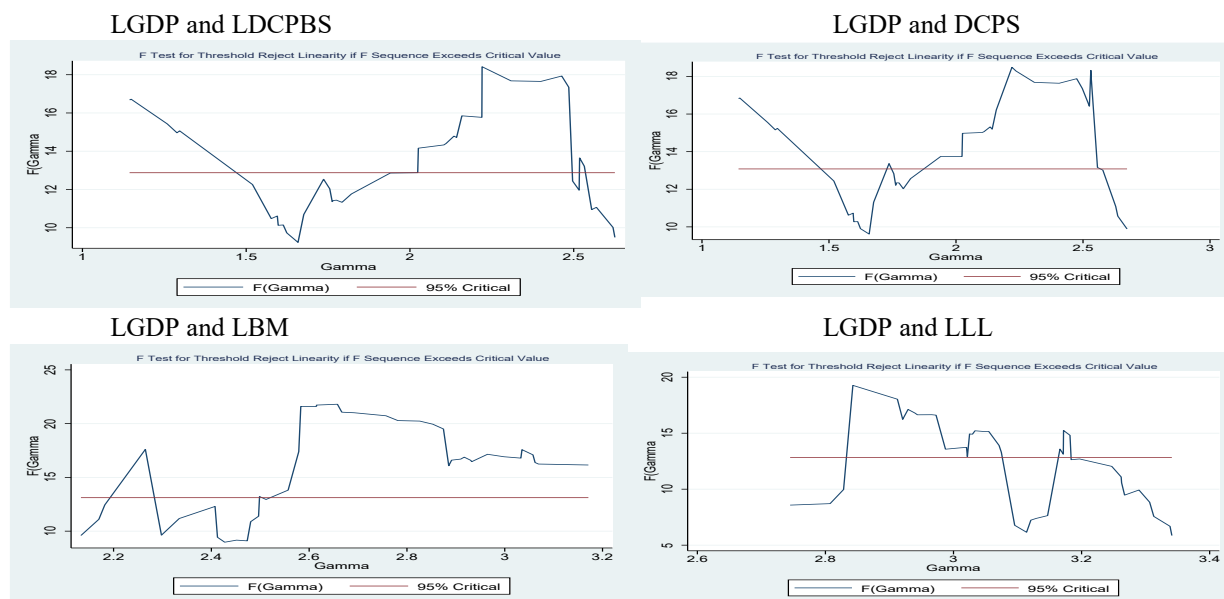 LGDP and LDCPBS
F Test for Threshold Reject Linearity if F Sequence Exceeds Critical Value
F(Gamma
18
16
14
12
10
1
1.5
2
2.5
Gamma
F(Gamma)
95% Critical
LGDP and DCPS
F Test for Threshold Reject Linearity if F Sequence Exceeds Critical Value
F(Gamma
18
16
14
12
10
1
1.5
2
2.5
3
Gamma
F(Gamma)
95% Critical
LGDP and LBM
F Test for Threshold Reject Linearity if F Sequence Exceeds Critical Value
F(Gamma
25
20
15
10
2.2
2.4
2.6
2.8
3
3.2
Gamma
F(Gamma)
95% Critical
LGDP and LLL
F Test for Threshold Reject Linearity if F Sequence Exceeds Critical Value
F(Gamma
20
15
10
5
2.6
2.8
3
3.2
3.4
Gamma
F(Gamma)
95% Critical